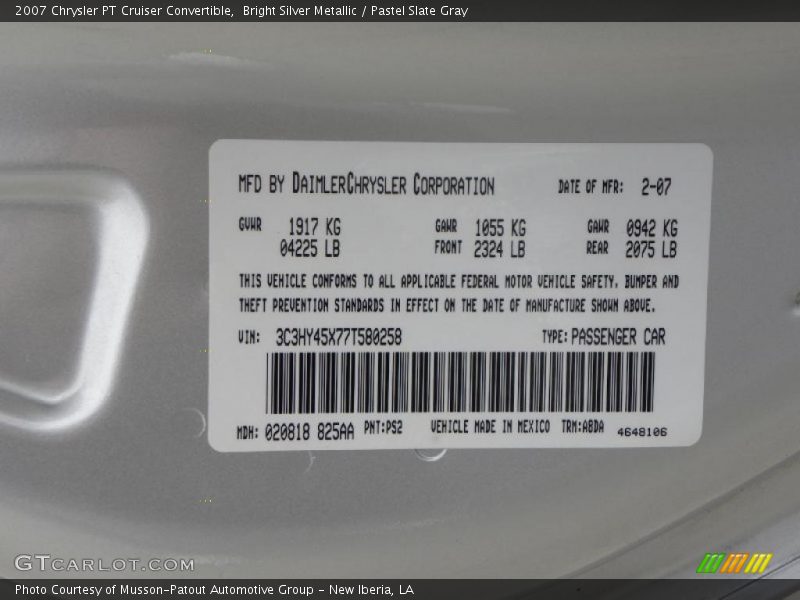 2007 Chrysler PT Cruiser Convertible,  Bright Silver Metallic / Pastel Slate Gray
MFD BY DAIMLERCHRYSLER CORPORATION DATE OF MFR: 2-07
GVWR 1917 KG GAWR 1055 KG GAWR 0942 KG
04225 LB FRONT 2324 LB REAR 2075 LB
THIS VEHICLE CONFORMS TO ALL APPLICABLE FEDERAL MOTOR VEHICLE SAFETY, BUMPER AND
THEFT PREVENTION STANDARDS IN EFFECT ON THE DATE OF MANUFACTURE SHOWN ABOVE.
VIN: 3C3HY45X77T580258 TYPE: PASSENGER CAR
MDH: 020818 825AA PNT:PS2 VEHICLE MADE IN MEXICO TRM:A8DA 4648106
GTCARLOT.COM
Photo Courtesy of Musson-Patout Automotive Group - New Iberia, LA